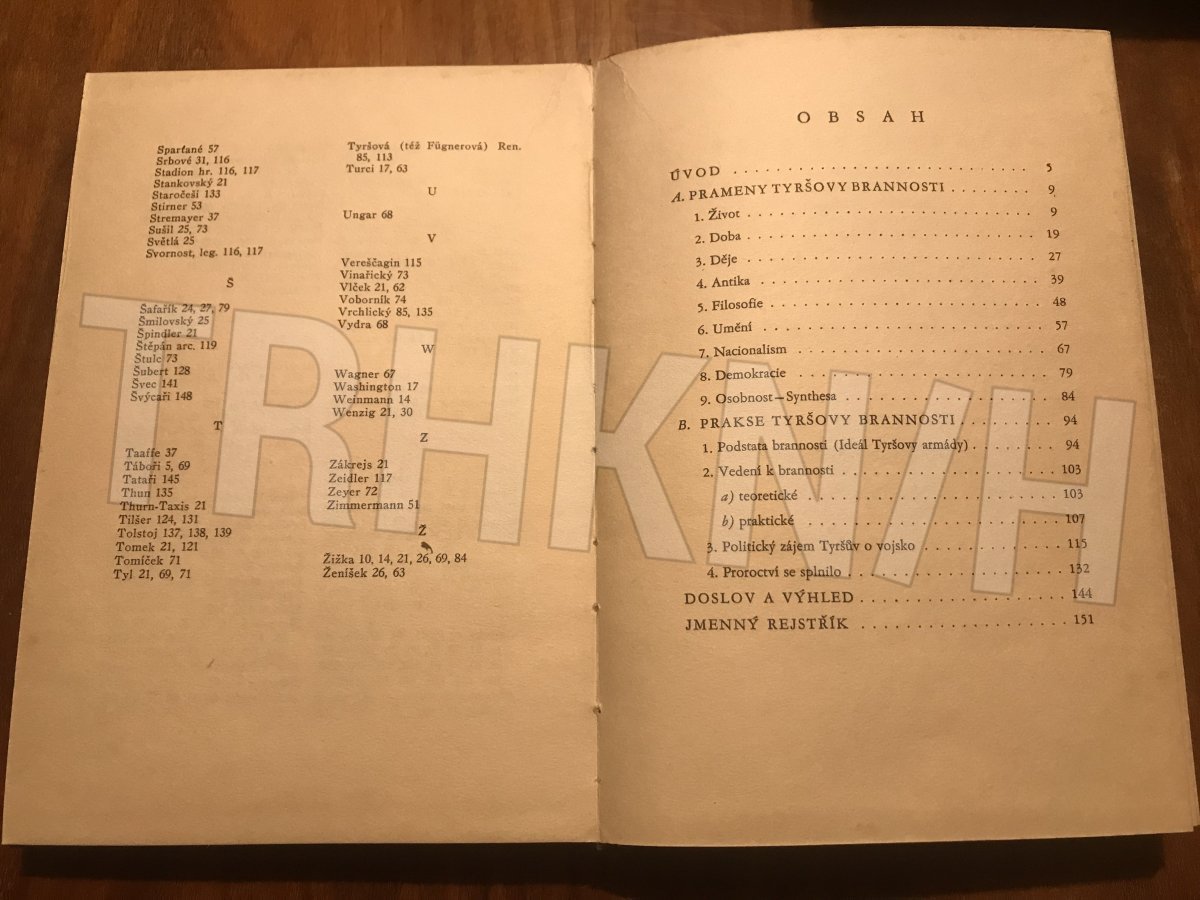 Spartané 57
Srbové 31, 116
Stadion hr. 116, 117
Stankovský 21
Staročeši 133
Stirner 53
Stremayer 37
Sušil 25, 73
Světlá 25
Svornost, leg. 116, 117
Š
Šafařík 24, 27, 79
Šmilovský 25
Špindler 21
Štěpán arc. 119
Štulc 73
Šubert 128
Švec 141
Švýcaři 148
T
Taaffe 37
Táboři 5, 69
Tataři 145
Thun 135
Thurn-Taxis 21
Tilšer 124, 131
Tolstoj 137, 138, 139
Tomek 21, 121
Tomíček 71
Tyl 21, 69, 71
Tyršová (též Fügnerová) Ren.
85, 113
Turci 17, 63
U
Ungar 68
V
Vereščagin 115
Vinařický 73
Vlček 21, 62
Voborník 74
Vrchlický 85, 135
Vydra 68
W
Wagner 67
Washington 17
Weinmann 14
Wenzig 21, 30
Z
Zákrejs 21
Zeidler 117
Zeyer 72
Zimmermann 51
Ž
Žižka 10, 14, 21, 26, 69, 84
Ženíšek 26, 63
OBSAH
ÚVOD . . . . . . . . . . . . . . . . . . . . . . . . 5
A. PRAMENY TYRŠOVY BRANNOSTI . . . . . . . . 9
1. Život . . . . . . . . . . . . . . . . . . . . . . . . 9
2. Doba . . . . . . . . . . . . . . . . . . . . . . . . 19
3. Děje . . . . . . . . . . . . . . . . . . . . . . . . 27
4. Antika . . . . . . . . . . . . . . . . . . . . . . . 39
5. Filosofie . . . . . . . . . . . . . . . . . . . . . . 48
6. Umění . . . . . . . . . . . . . . . . . . . . . . . 57
7. Nacionalism . . . . . . . . . . . . . . . . . . . . 67
8. Demokracie . . . . . . . . . . . . . . . . . . . . 79
9. Osobnost—Synthesa . . . . . . . . . . . . . . . . 84
B. PRAKSE TYRŠOVY BRANNOSTI . . . . . . . . . 94
1. Podstata brannosti (Ideál Tyršovy armády) . . . . . . . 94
2. Vedení k brannosti . . . . . . . . . . . . . . . . . 103
a) teoretické . . . . . . . . . . . . . . . . . . . . 103
b) praktické . . . . . . . . . . . . . . . . . . . . 107
3. Politický zájem Tyršův o vojsko . . . . . . . . . . . 115
4. Proroctví se splnilo . . . . . . . . . . . . . . . . . 132
DOSLOV A VÝHLED . . . . . . . . . . . . . . . . . 144
JMENNÝ REJSTŘÍK . . . . . . . . . . . . . . . . . 151
TRHKNIH